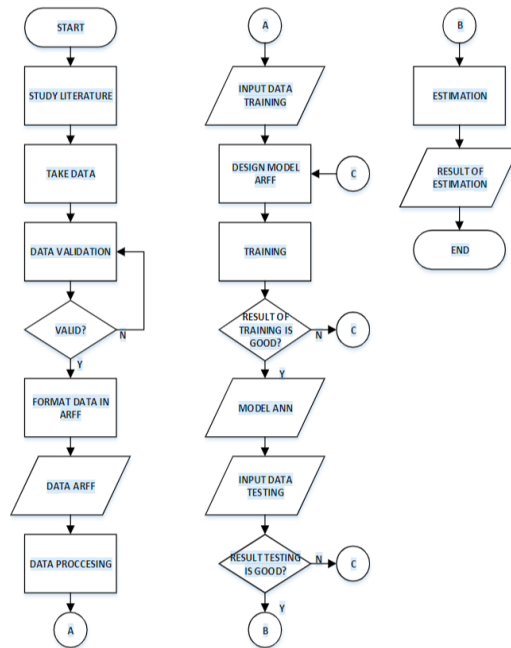 START
STUDY LITERATURE
TAKE DATA
DATA VALIDATION
VALID?
N
Y
FORMAT DATA IN
ARFF
DATA ARFF
DATA PROCCESING
A
A
INPUT DATA
TRAINING
DESIGN MODEL
ARFF
C
TRAINING
RESULT OF
TRAINING IS
GOOD?
N
C
Y
MODEL ANN
INPUT DATA
TESTING
RESULT TESTING
IS GOOD?
N
C
Y
B
B
ESTIMATION
RESULT OF
ESTIMATION
END